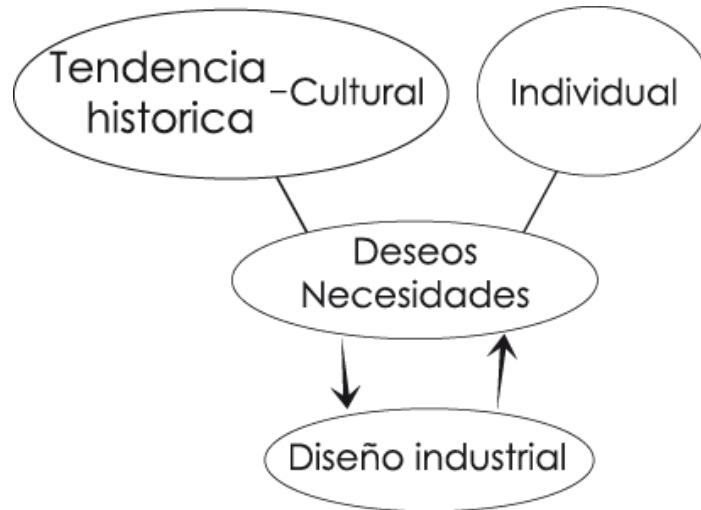 Tendencia
historica
-Cultural
Individual
Deseos
Necesidades
Diseño industrial